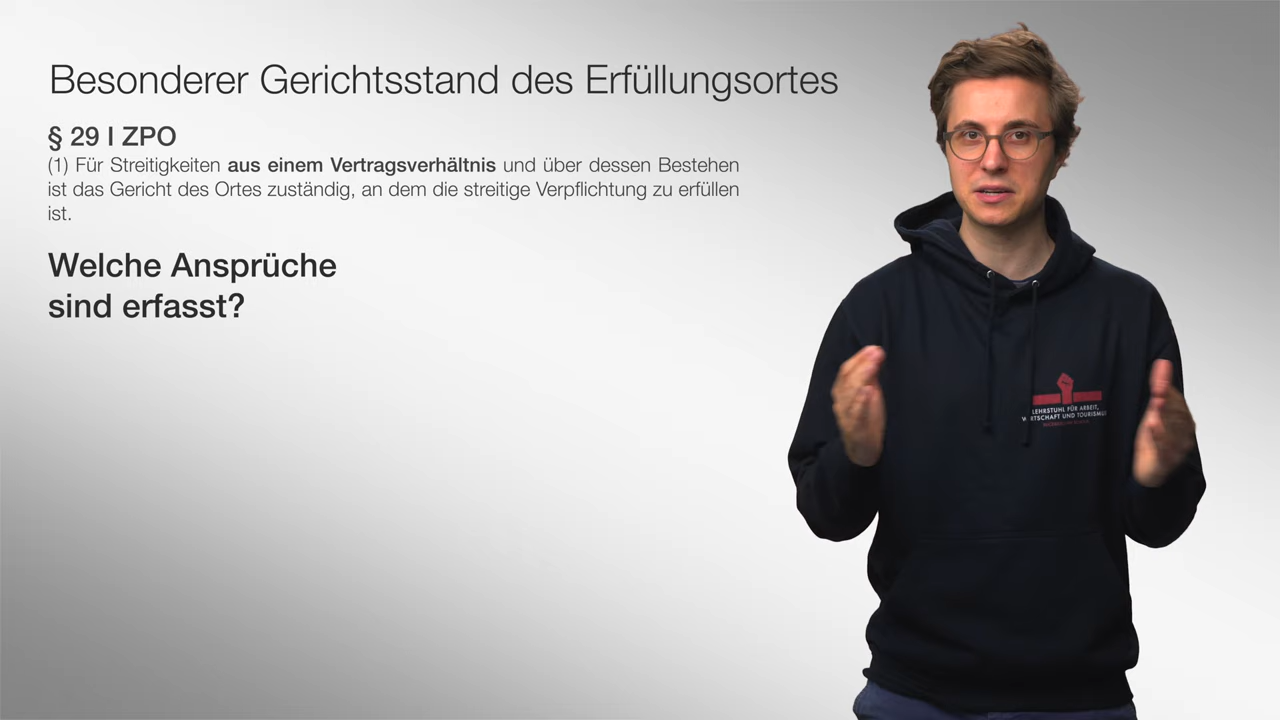 Besonderer Gerichtsstand des Erfüllungsortes
§ 29 I ZPO
(1) Für Streitigkeiten aus einem Vertragsverhältnis und über dessen Bestehen
ist das Gericht des Ortes zuständig, an dem die streitige Verpflichtung zu erfüllen
ist.
Welche Ansprüche
sind erfasst?
LEHRSTUHL FÜR ARBEIT,
WIRTSCHAFT UND TOURISMUS